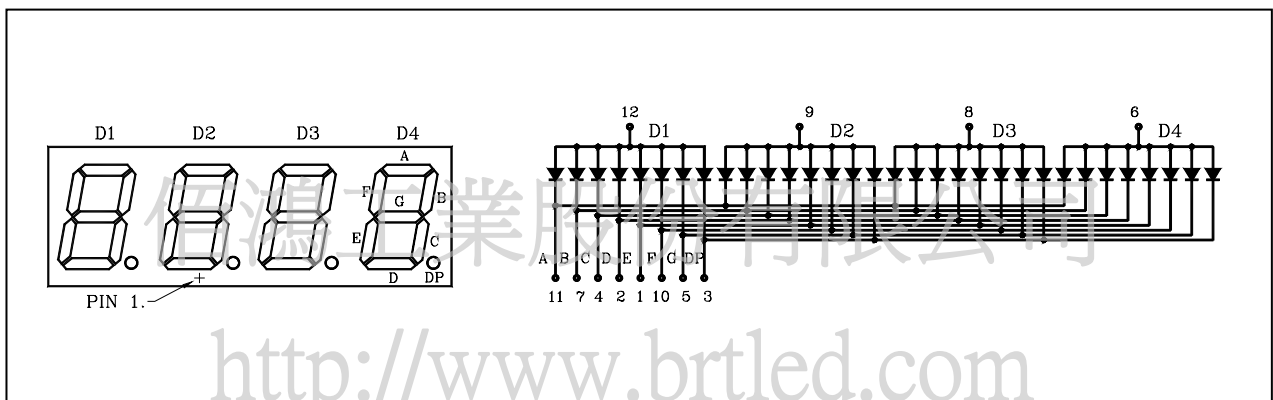 D1 D2 D3 D4
A
F B
G
E C
D DP
PIN 1.
12 9 8 6
D1 D2 D3 D4
A B C D E F G DP
11 7 4 2 1 10 5 3
佰鴻工業股份有限公司
http://www.brtled.com